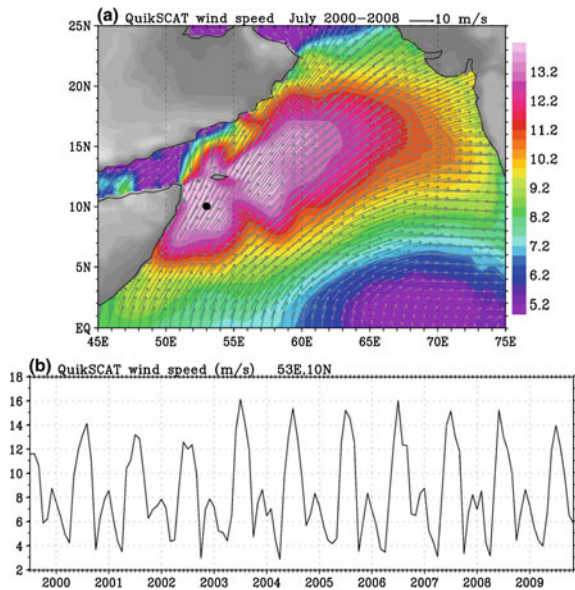 (a) QuikSCAT wind speed July 2000-2008 10 m/s
25N
20N
15N
10N
5N
EQ
45E 50E 55E 60E 65E 70E 75E
13.2
12.2
11.2
10.2
9.2
8.2
7.2
6.2
5.2
(b) QuikSCAT wind speed (m/s) 53E,10N
18
16
14
12
10
8
6
4
2
2000 2001 2002 2003 2004 2005 2006 2007 2008 2009